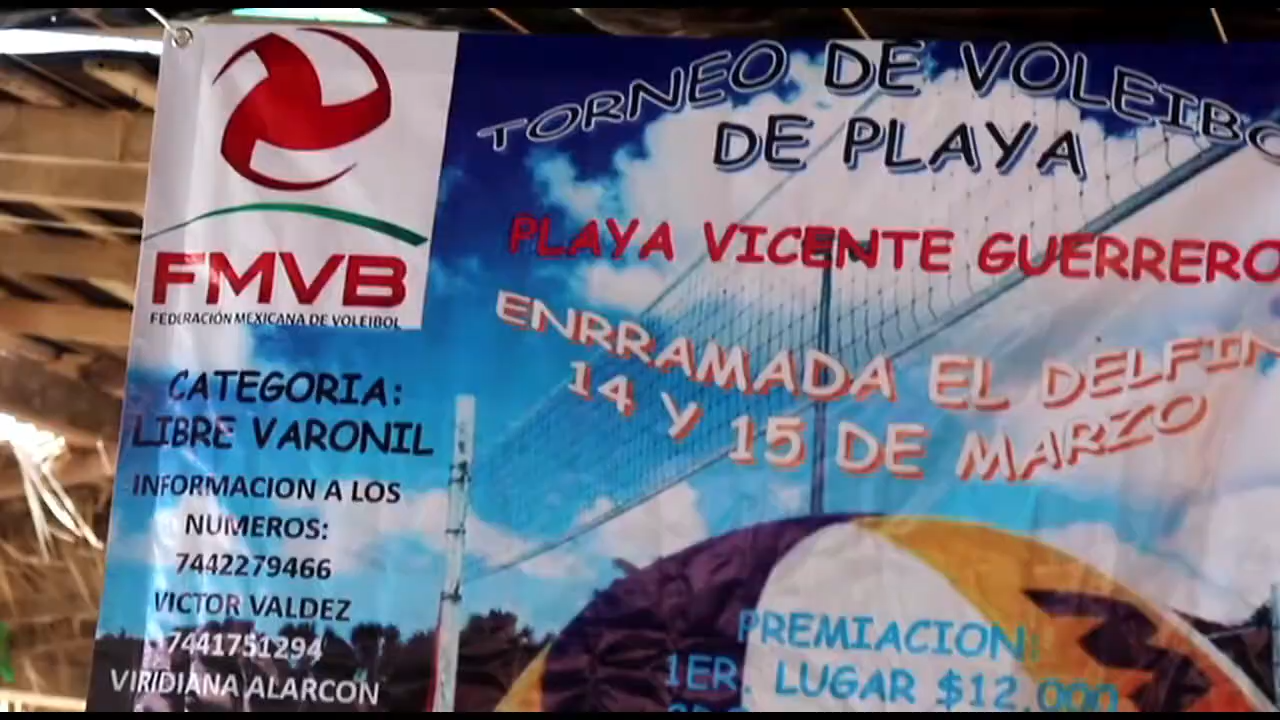 FMVB
FEDERACIÓN MEXICANA DE VOLEIBOL
CATEGORIA:
LIBRE VARONIL
INFORMACION A LOS
NUMEROS:
7442279466
VICTOR VALDEZ
7441751294
VIRIDIANA ALARCON
TORNEO DE VOLEIBO
DE PLAYA
PLAYA VICENTE GUERRERO
ENRRAMADA EL DELFIN
14 Y 15 DE MARZO
PREMIACION:
1ER. LUGAR $12,000